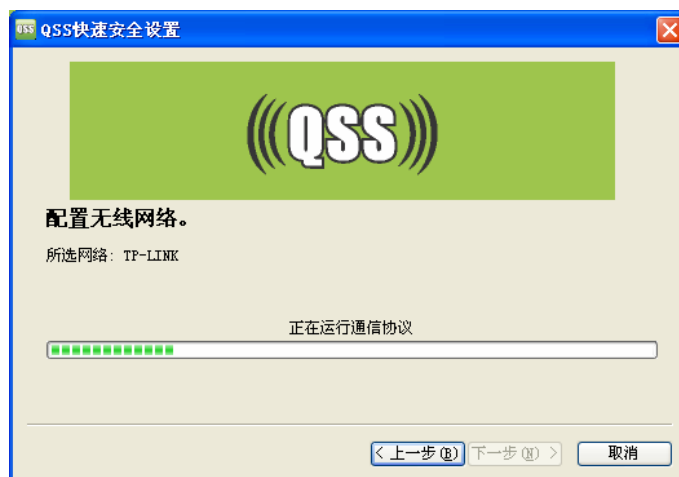 QSS QSS快速安全设置
(((QSS)))
配置无线网络。
所选网络: TP-LINK
正在运行通信协议
< 上一步(B) 下一步(N) > 取消